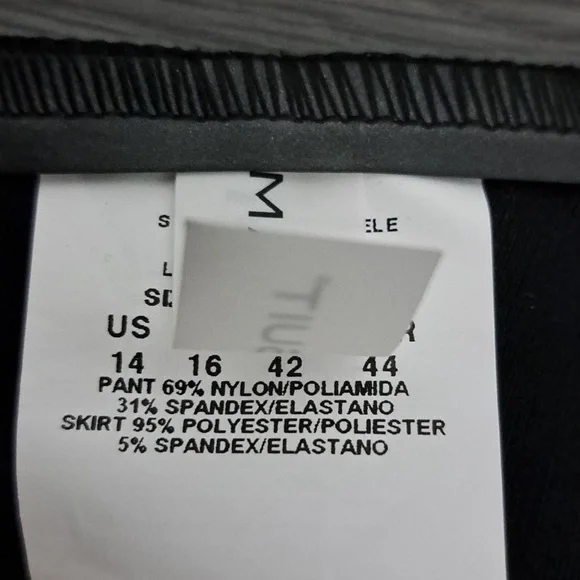 M
ELE
US
14 16 42 44
PANT 69% NYLON/POLIAMIDA
31% SPANDEX/ELASTANO
SKIRT 95% POLYESTER/POLIESTER
5% SPANDEX/ELASTANO